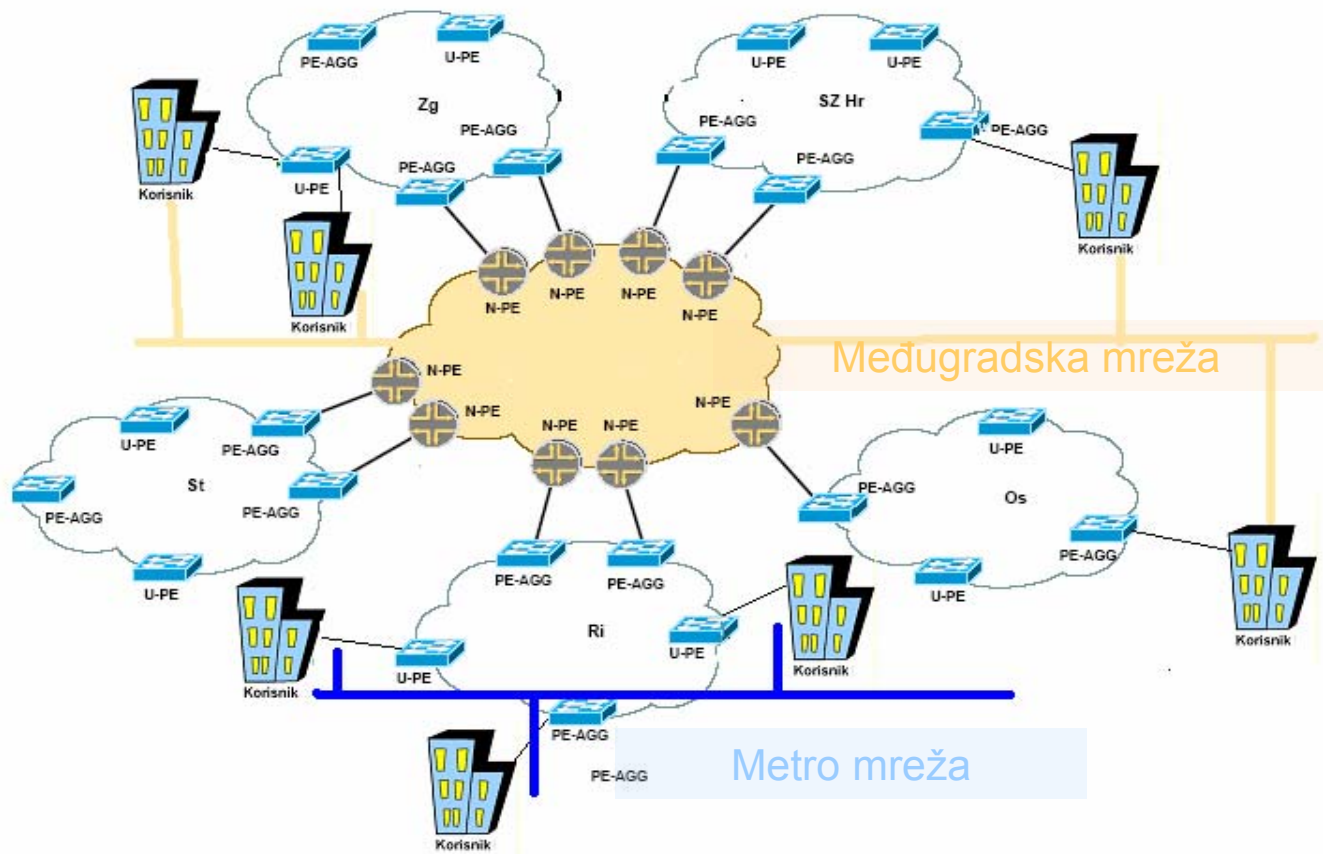 PE-AGG
U-PE
Zg
PE-AGG
PE-AGG
U-PE
Korisnik
Korisnik
U-PE
U-PE
SZ Hr
PE-AGG
PE-AGG
PE-AGG
Korisnik
N-PE
N-PE
N-PE
N-PE
Međugradska mreža
N-PE
N-PE
N-PE
N-PE
N-PE
U-PE
PE-AGG
St
PE-AGG
PE-AGG
U-PE
U-PE
PE-AGG
Os
PE-AGG
U-PE
Korisnik
PE-AGG
PE-AGG
Ri
U-PE
U-PE
Korisnik
Korisnik
PE-AGG
PE-AGG
Metro mreža
Korisnik